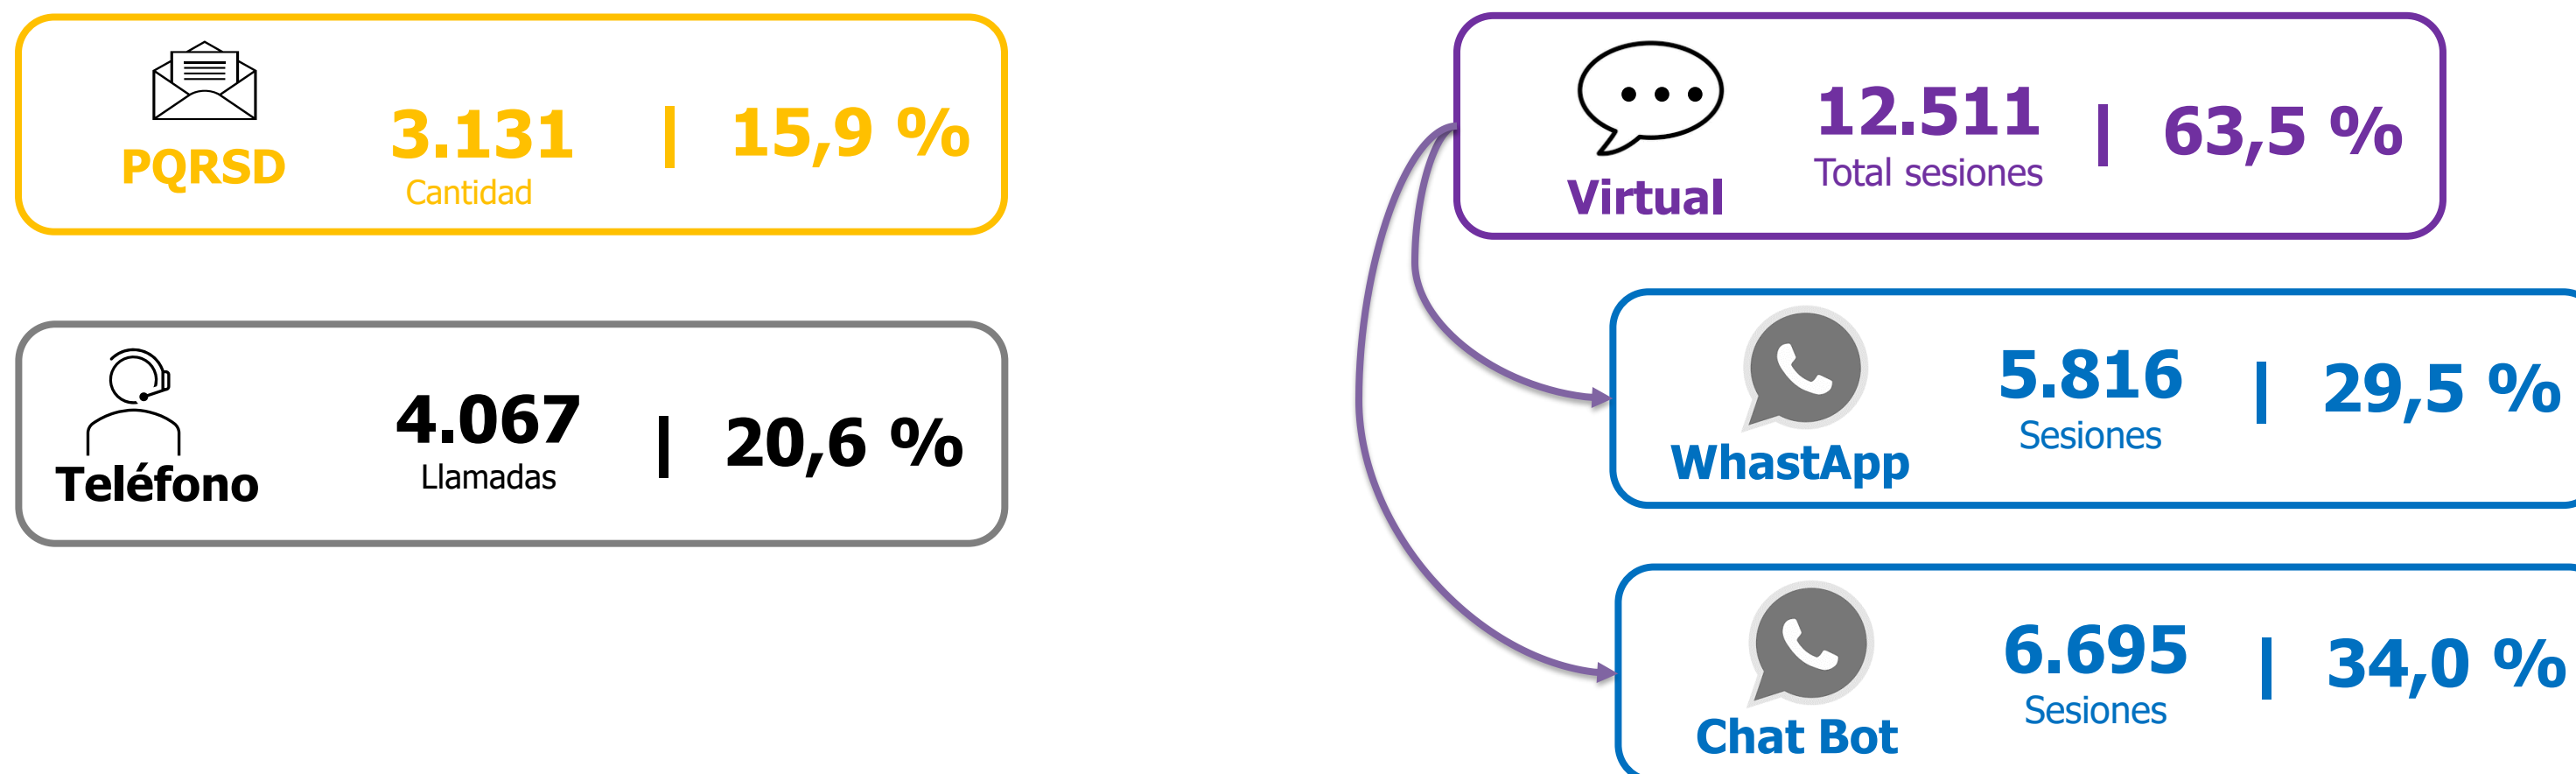 PQRSD
3.131 | 15,9 %
Cantidad
Teléfono
4.067 | 20,6 %
Llamadas
Virtual
12.511 | 63,5 %
Total sesiones
WhastApp
5.816 | 29,5 %
Sesiones
Chat Bot
6.695 | 34,0 %
Sesiones